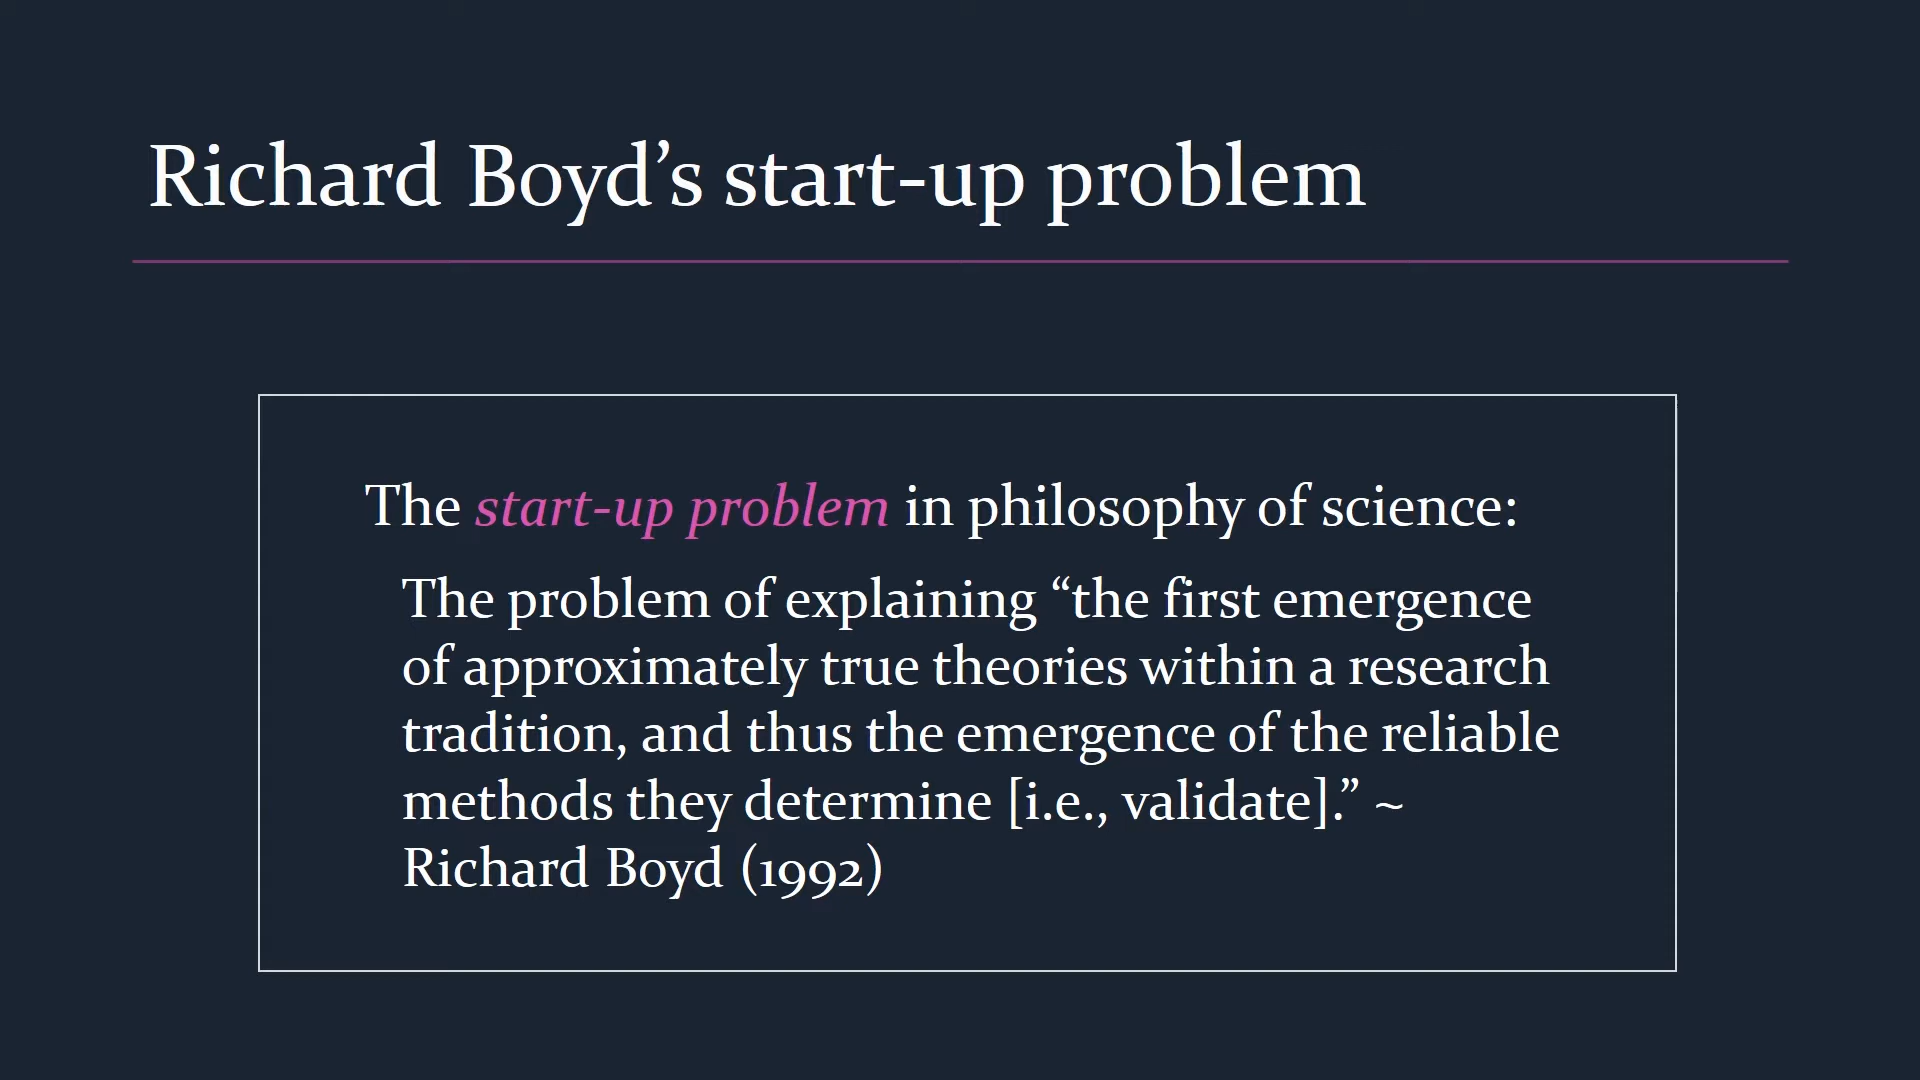 Richard Boyd’s start-up problem
The start-up problem in philosophy of science:
The problem of explaining “the first emergence
of approximately true theories within a research
tradition, and thus the emergence of the reliable
methods they determine [i.e., validate].” ~
Richard Boyd (1992)